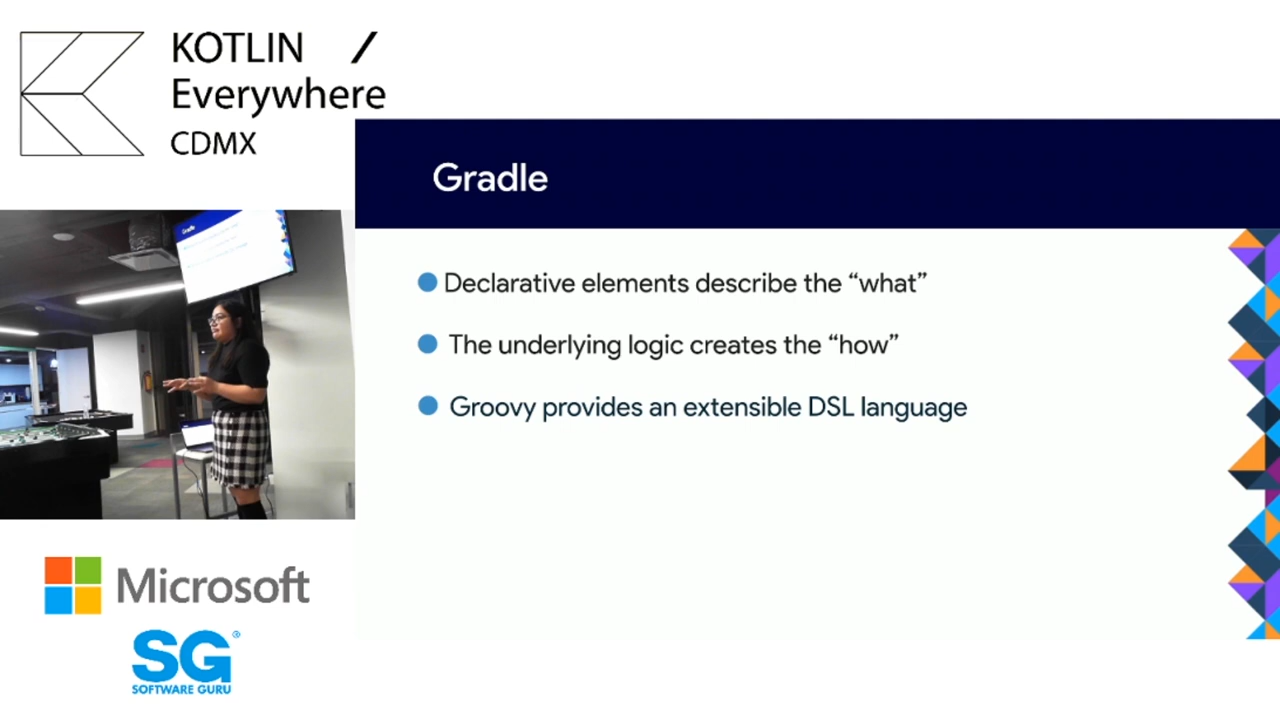 KOTLIN /
Everywhere
CDMX
Gradle
Declarative elements describe the “what”
The underlying logic creates the “how”
Groovy provides an extensible DSL language
Gradle
Microsoft
SG®
SOFTWARE GURU